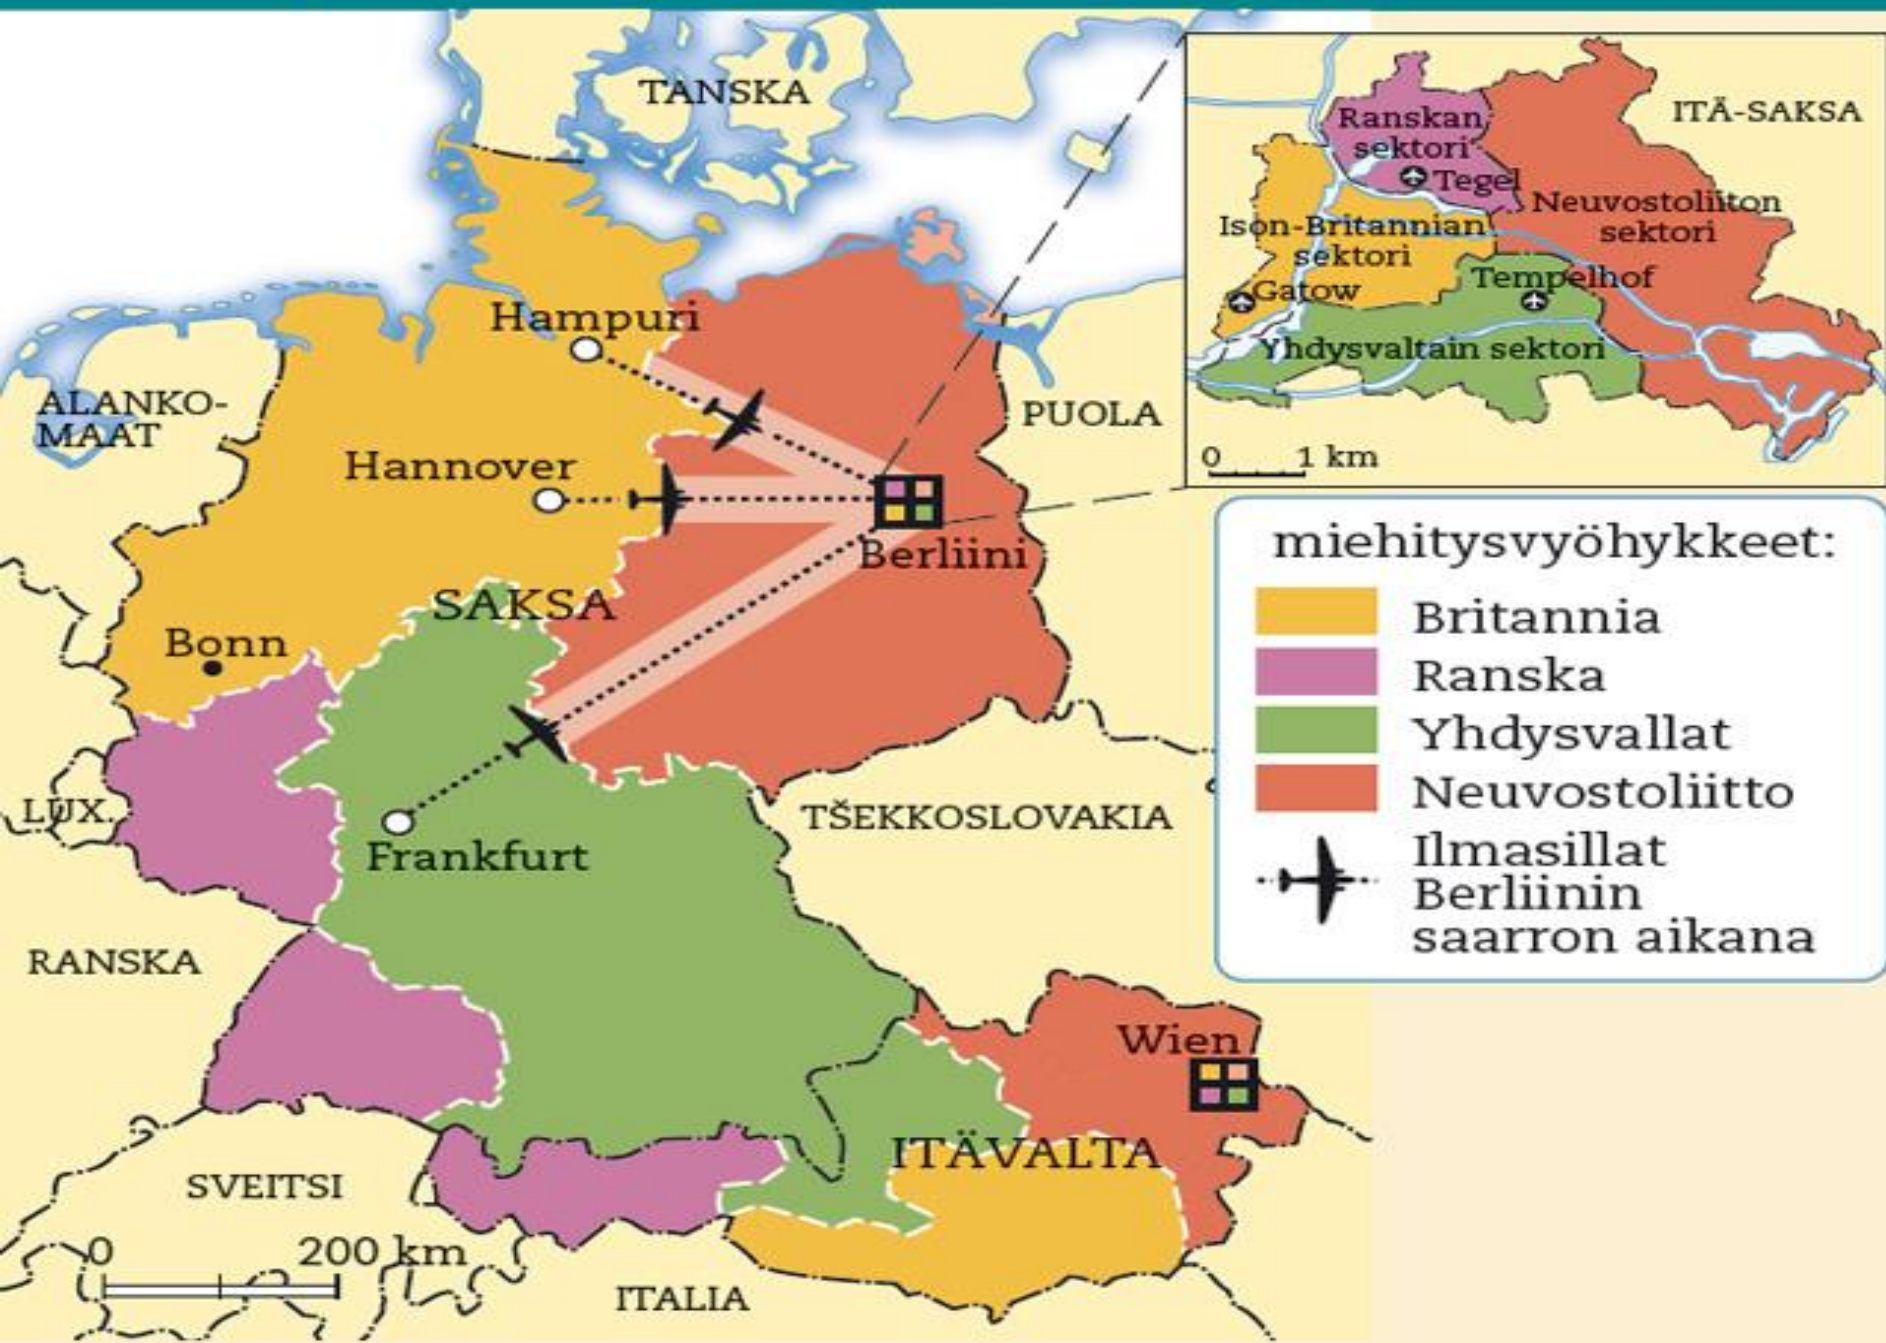 TANSKA
Hampuri
ALANKO-
MAAT
Hannover
PUOLA
Berliini
SAKSA
Bonn
LUX.
Frankfurt
TŠEKKOSLOVAKIA
RANSKA
Wien
ITÄVALTA
SVEITSI
0 200 km
ITALIA
ITÄ-SAKSA
Ranskan
sektori
Tegel
Neuvostoliiton
sektori
Ison-Britannian
sektori
Gatow
Tempelhof
Yhdysvaltain sektori
0 1 km
miehitysvyöhykkeet:
Britannia
Ranska
Yhdysvallat
Neuvostoliitto
Ilmasillat
Berliinin
saarron aikana